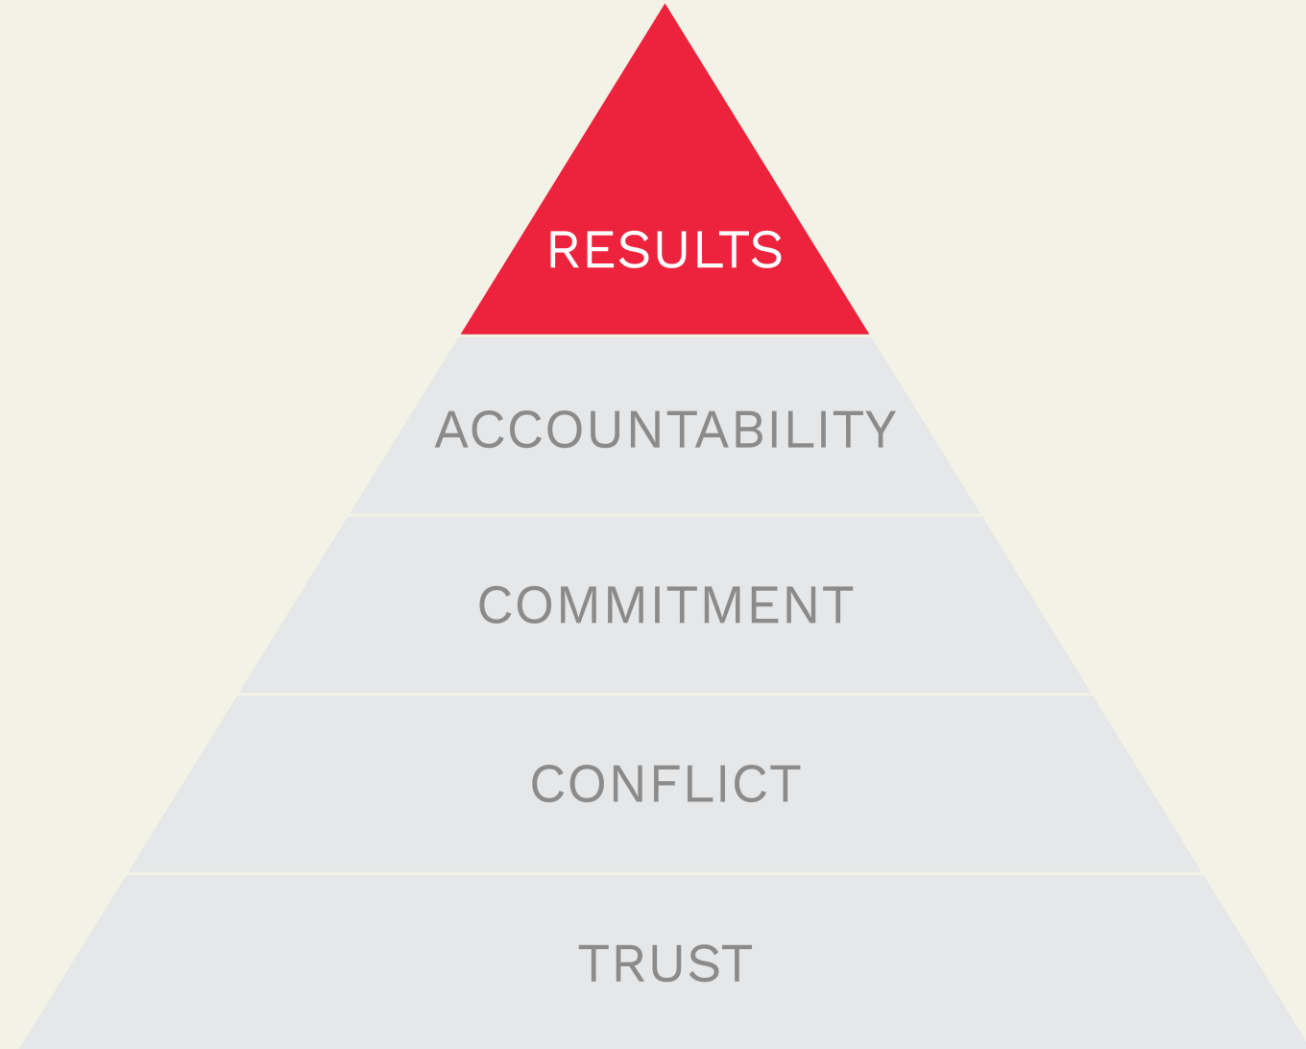 RESULTS
ACCOUNTABILITY
COMMITMENT
CONFLICT
TRUST